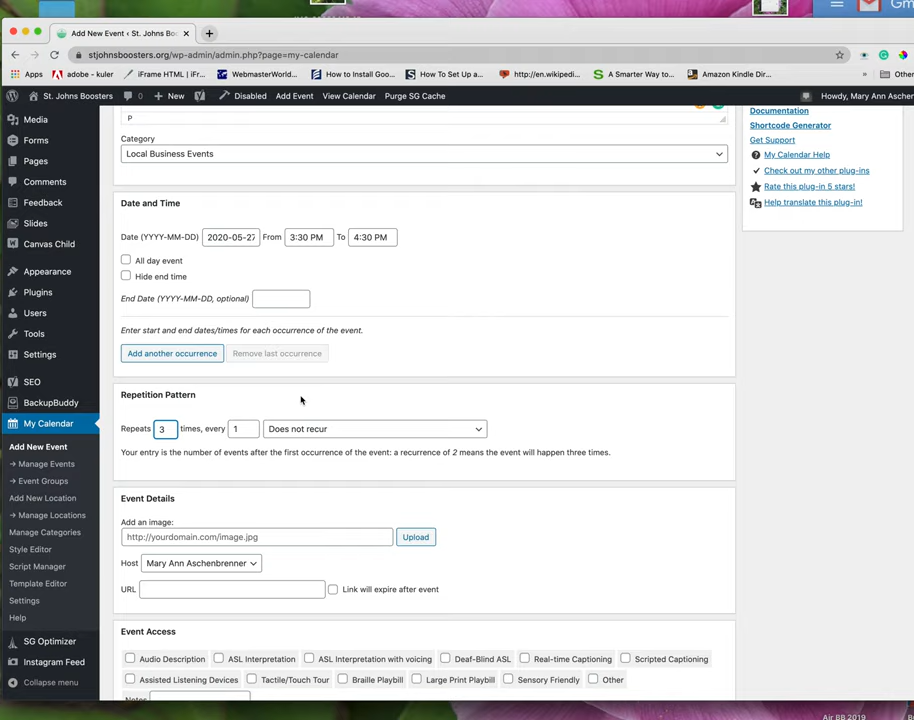 Gm
Add New Event ‹ St. Johns Boo
stjohnsboosters.org/wp-admin/admin.php?page=my-calendar
Apps adobe - kuler iFrame HTML | iFr... WebmasterWorld... How to Install Goo... How To Set Up a... http://en.wikipedi... A Smarter Way to... Amazon Kindle Dir... » Other
St. Johns Boosters 0 + New Disabled Add Event View Calendar Purge SG Cache Howdy, Mary Ann Aschen
Media
Forms
Pages
Comments
Feedback
Slides
Canvas Child
Appearance
Plugins
Users
Tools
Settings
SEO
BackupBuddy
My Calendar
Add New Event
→ Manage Events
→ Event Groups
Add New Location
→ Manage Locations
Manage Categories
Style Editor
Script Manager
Template Editor
Settings
Help
SG Optimizer
Instagram Feed
Collapse menu
P
Category
Local Business Events
Date and Time
Date (YYYY-MM-DD) 2020-05-27 From 3:30 PM To 4:30 PM
All day event
Hide end time
End Date (YYYY-MM-DD, optional)
Enter start and end dates/times for each occurrence of the event.
Add another occurrence Remove last occurrence
Repetition Pattern
Repeats 3 times, every 1 Does not recur
Your entry is the number of events after the first occurrence of the event: a recurrence of 2 means the event will happen three times.
Event Details
Add an image:
http://yourdomain.com/image.jpg Upload
Host Mary Ann Aschenbrenner
URL Link will expire after event
Event Access
Audio Description ASL Interpretation ASL Interpretation with voicing Deaf-Blind ASL Real-time Captioning Scripted Captioning
Assisted Listening Devices Tactile/Touch Tour Braille Playbill Large Print Playbill Sensory Friendly Other
Notes
Documentation
Shortcode Generator
Get Support
My Calendar Help
Check out my other plug-ins
Rate this plug-in 5 stars!
Help translate this plug-in!
Air BB 2019